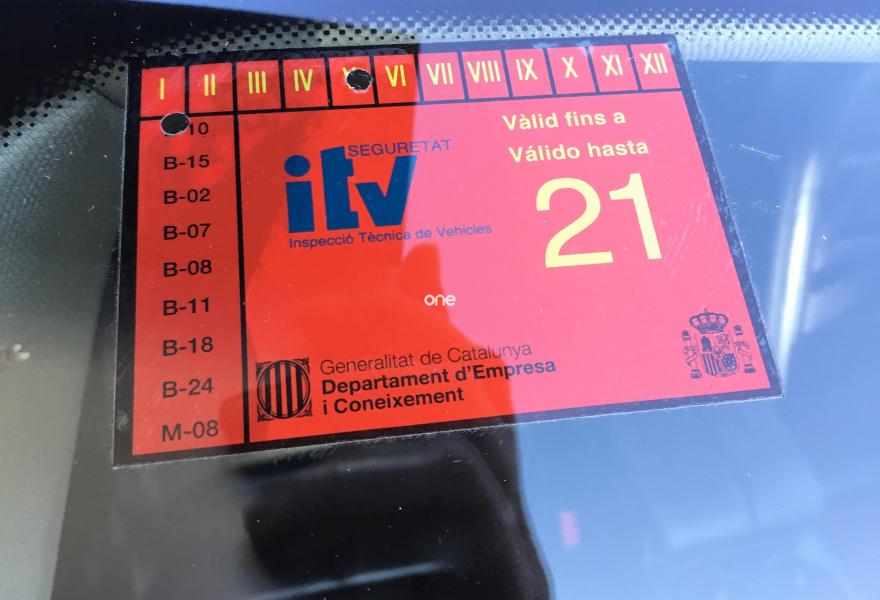 I II III IV VI VII VIII IX X XI XII
10
B-15
B-02
B-07
B-08
B-11
B-18
B-24
M-08
SEGURETAT
itv
Inspecció Tècnica de Vehicles
Vàlid fins a
Válido hasta
21
one
Generalitat de Catalunya
Departament d'Empresa
i Coneixement